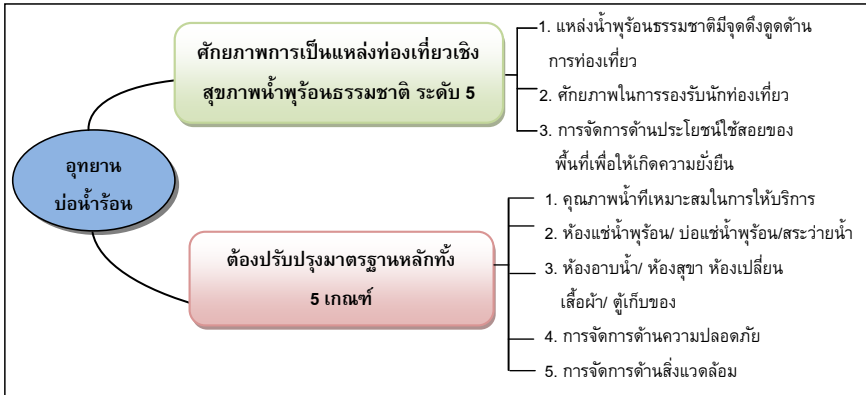 อุทยาน
บ่อน้ำร้อน
ศักยภาพการเป็นแหล่งท่องเที่ยวเชิง
สุขภาพน้ำพุร้อนธรรมชาติ ระดับ 5
1. แหล่งน้ำพุร้อนธรรมชาติมีจุดดึงดูดด้าน
การท่องเที่ยว
2. ศักยภาพในการรองรับนักท่องเที่ยว
3. การจัดการด้านประโยชน์ใช้สอยของ
พื้นที่เพื่อให้เกิดความยั่งยืน
ต้องปรับปรุงมาตรฐานหลักทั้ง
5 เกณฑ์
1. คุณภาพน้ำที่เหมาะสมในการให้บริการ
2. ห้องแช่น้ำพุร้อน/ บ่อแช่น้ำพุร้อน/สระว่ายน้ำ
3. ห้องอาบน้ำ/ ห้องสุขา ห้องเปลี่ยน
เสื้อผ้า/ ตู้เก็บของ
4. การจัดการด้านความปลอดภัย
5. การจัดการด้านสิ่งแวดล้อม